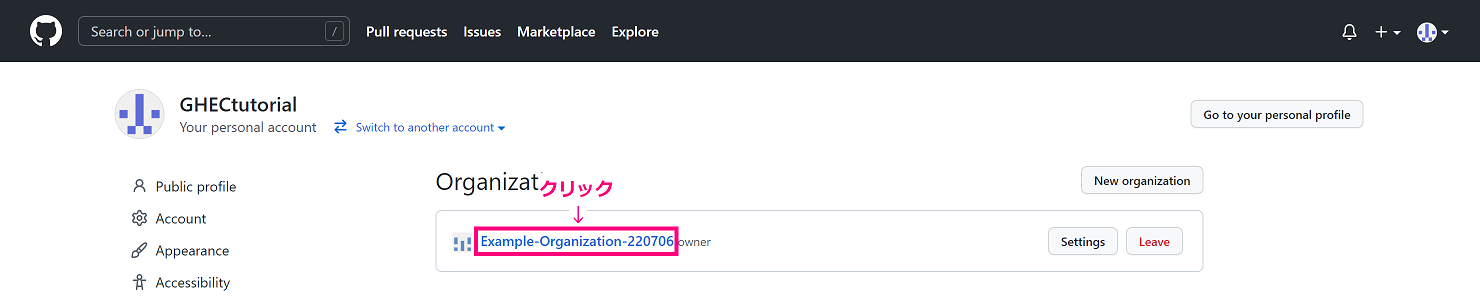 Search or jump to... /
Pull requests Issues Marketplace Explore
GHECtutorial
Your personal account Switch to another account
Go to your personal profile
Public profile
Account
Appearance
Accessibility
Organizat
クリック
↓
New organization
Example-Organization-220706 owner
Settings
Leave